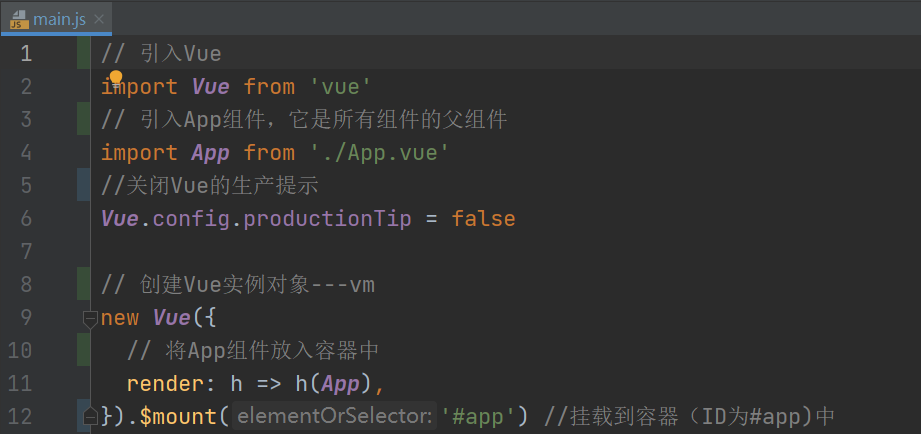 main.js
1 // 引入Vue
2 import Vue from 'vue'
3 // 引入App组件，它是所有组件的父组件
4 import App from './App.vue'
5 //关闭Vue的生产提示
6 Vue.config.productionTip = false
7
8 // 创建Vue实例对象---vm
9 new Vue({
10 // 将App组件放入容器中
11 render: h => h(App),
12 }).$mount( elementOrSelector: '#app') //挂载到容器（ID为#app)中